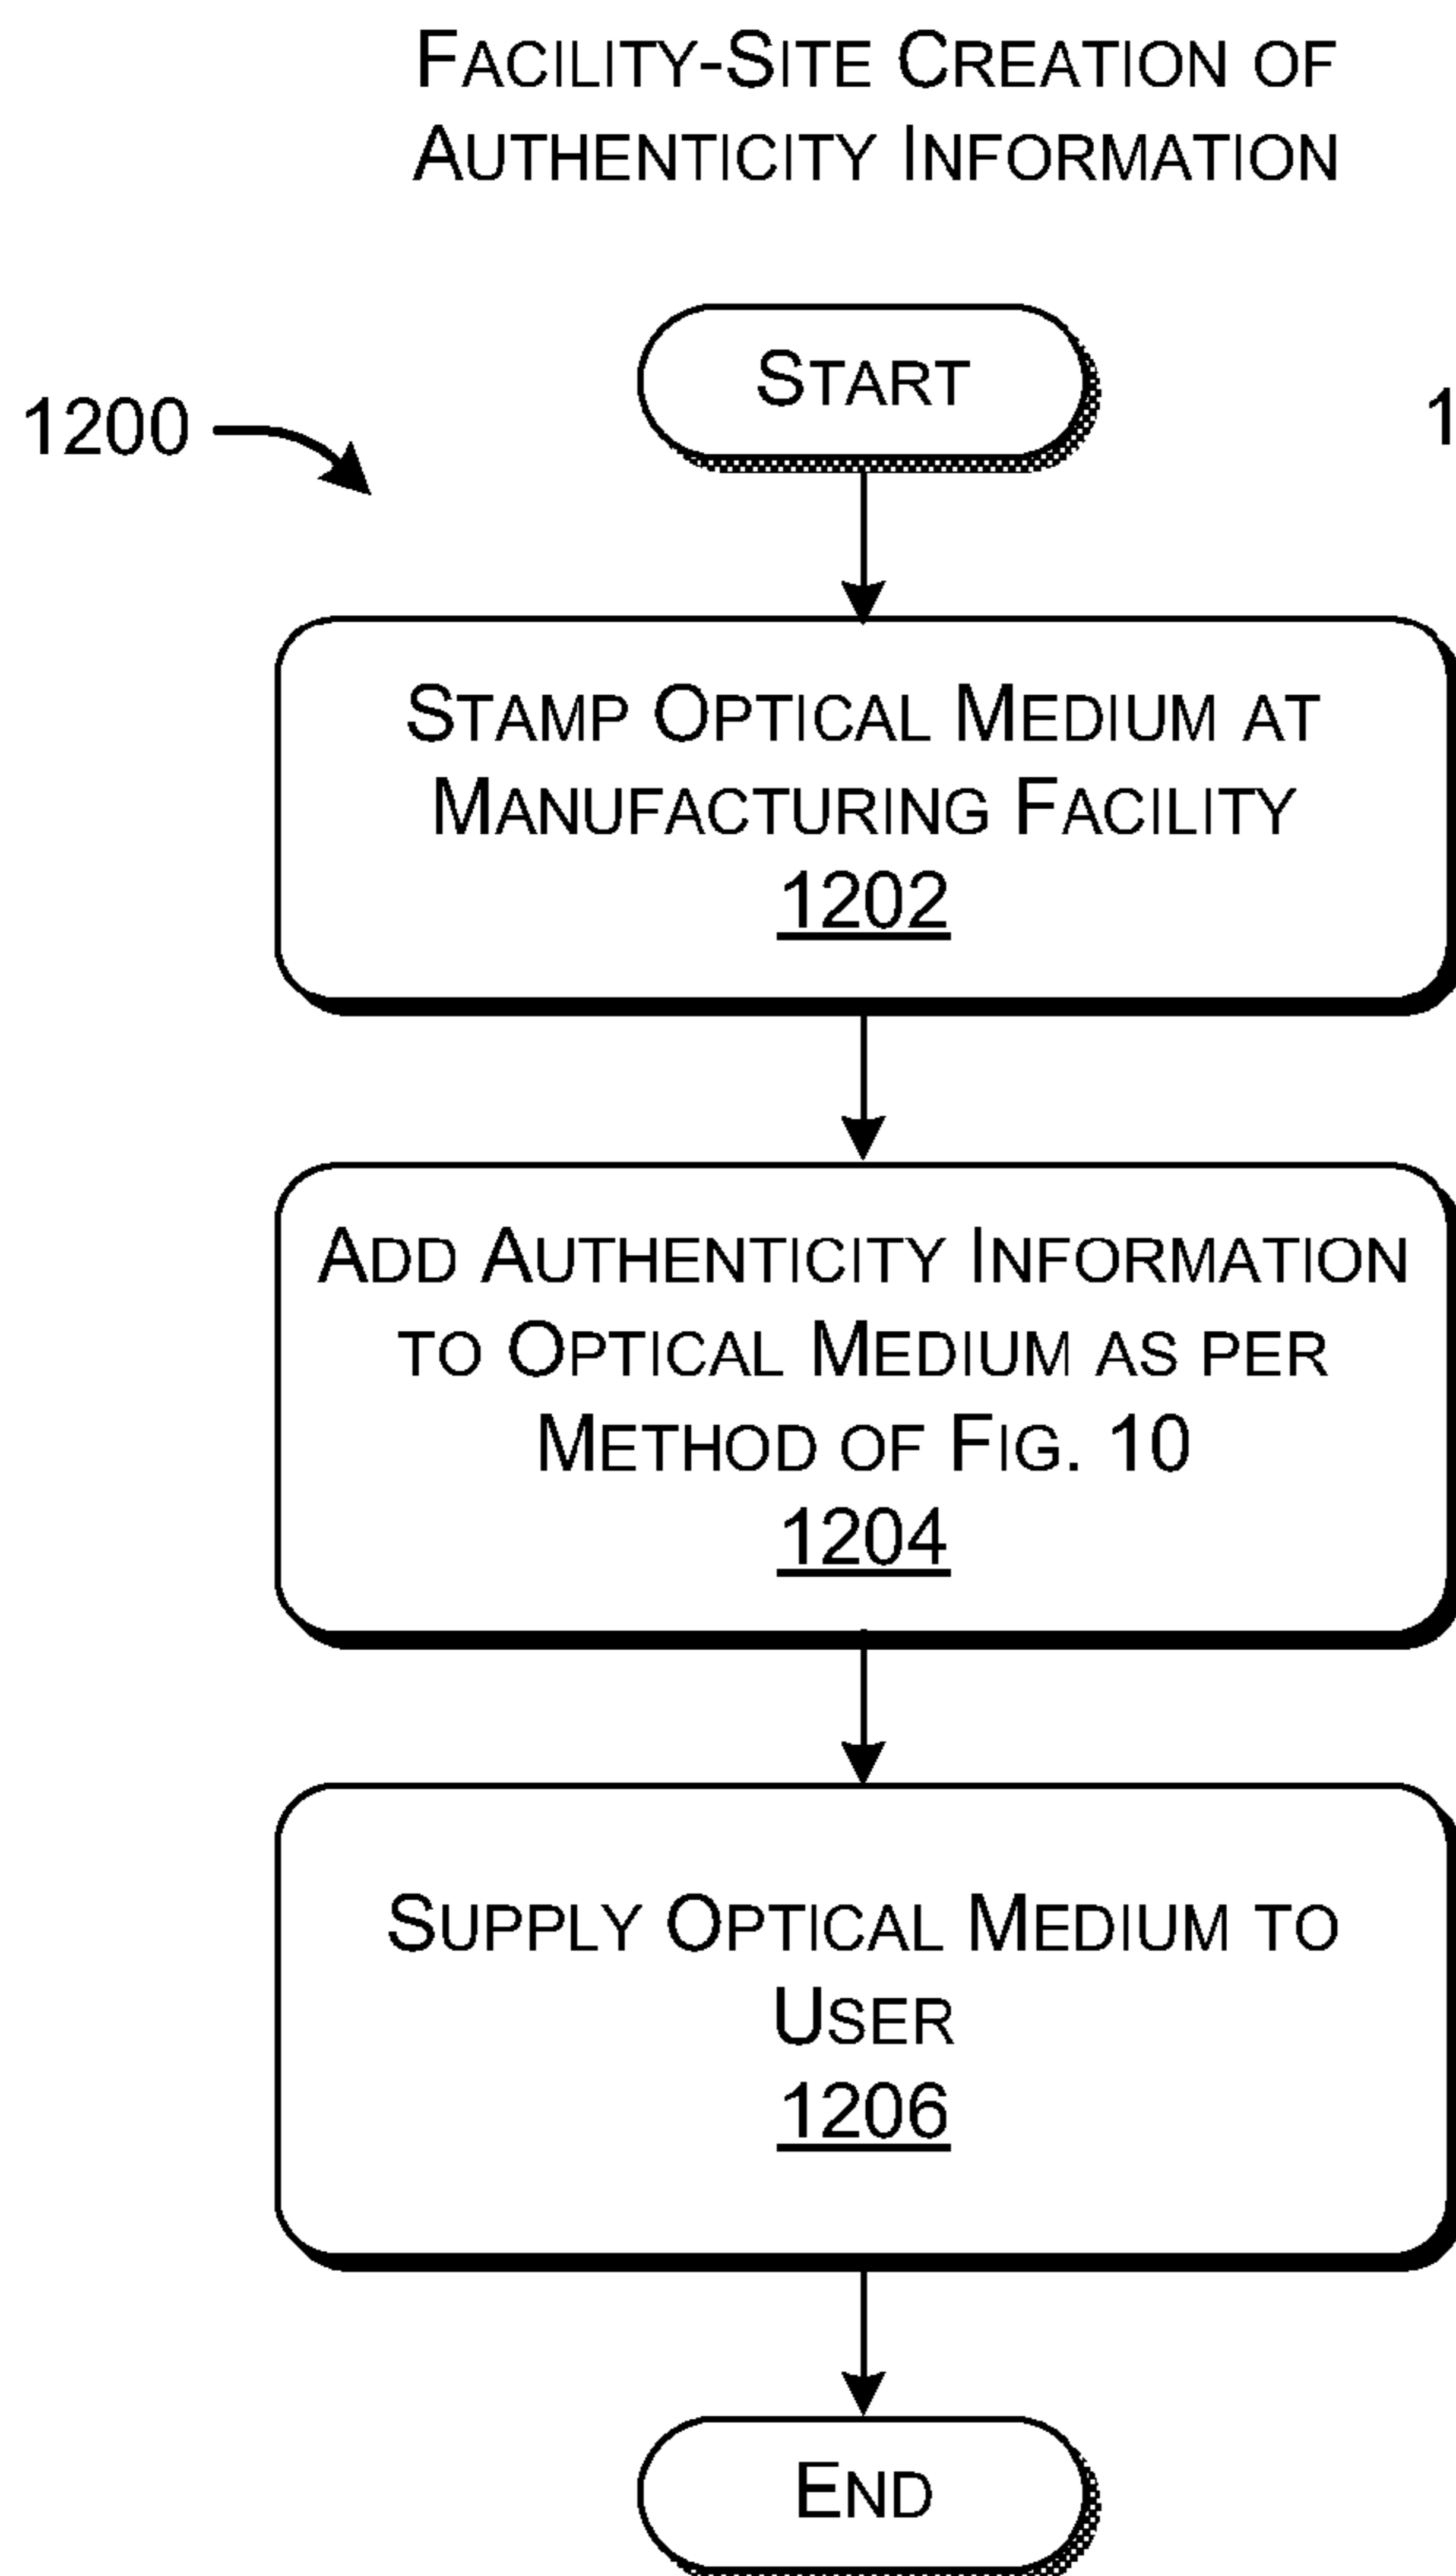 FACILITY-SITE CREATION OF
AUTHENTICITY INFORMATION
START
1200
STAMP OPTICAL MEDIUM AT
MANUFACTURING FACILITY
1202
ADD AUTHENTICITY INFORMATION
TO OPTICAL MEDIUM AS PER
METHOD OF FIG. 10
1204
SUPPLY OPTICAL MEDIUM TO
USER
1206
END